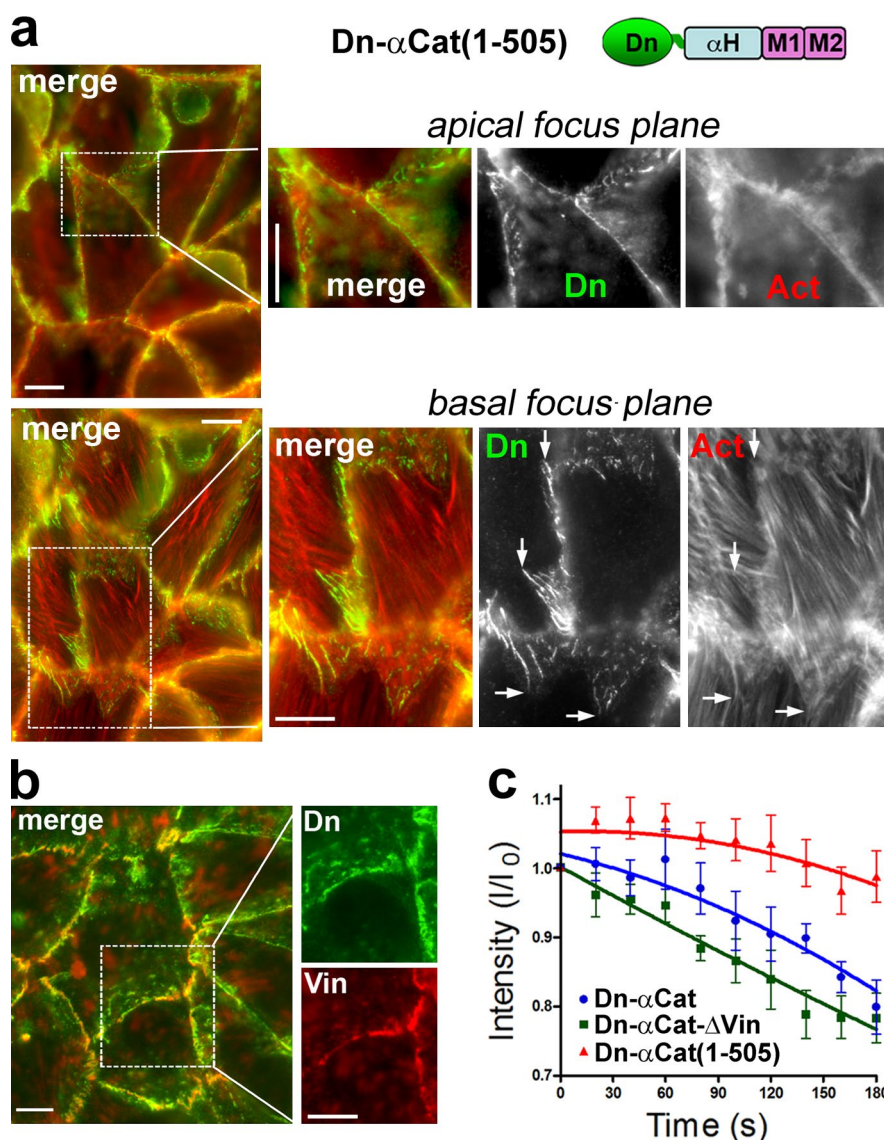 a
Dn-αCat(1-505)
Dn αH M1 M2
merge
apical focus plane
merge
Dn
Act
basal focus plane
merge
merge
Dn
Act
b
merge
Dn
Vin
c
Intensity (I/I0)
1.1
1.0
0.9
0.8
0.7
Dn-αCat
Dn-αCat-ΔVin
Dn-αCat(1-505)
0 30 60 90 120 150 180
Time (s)